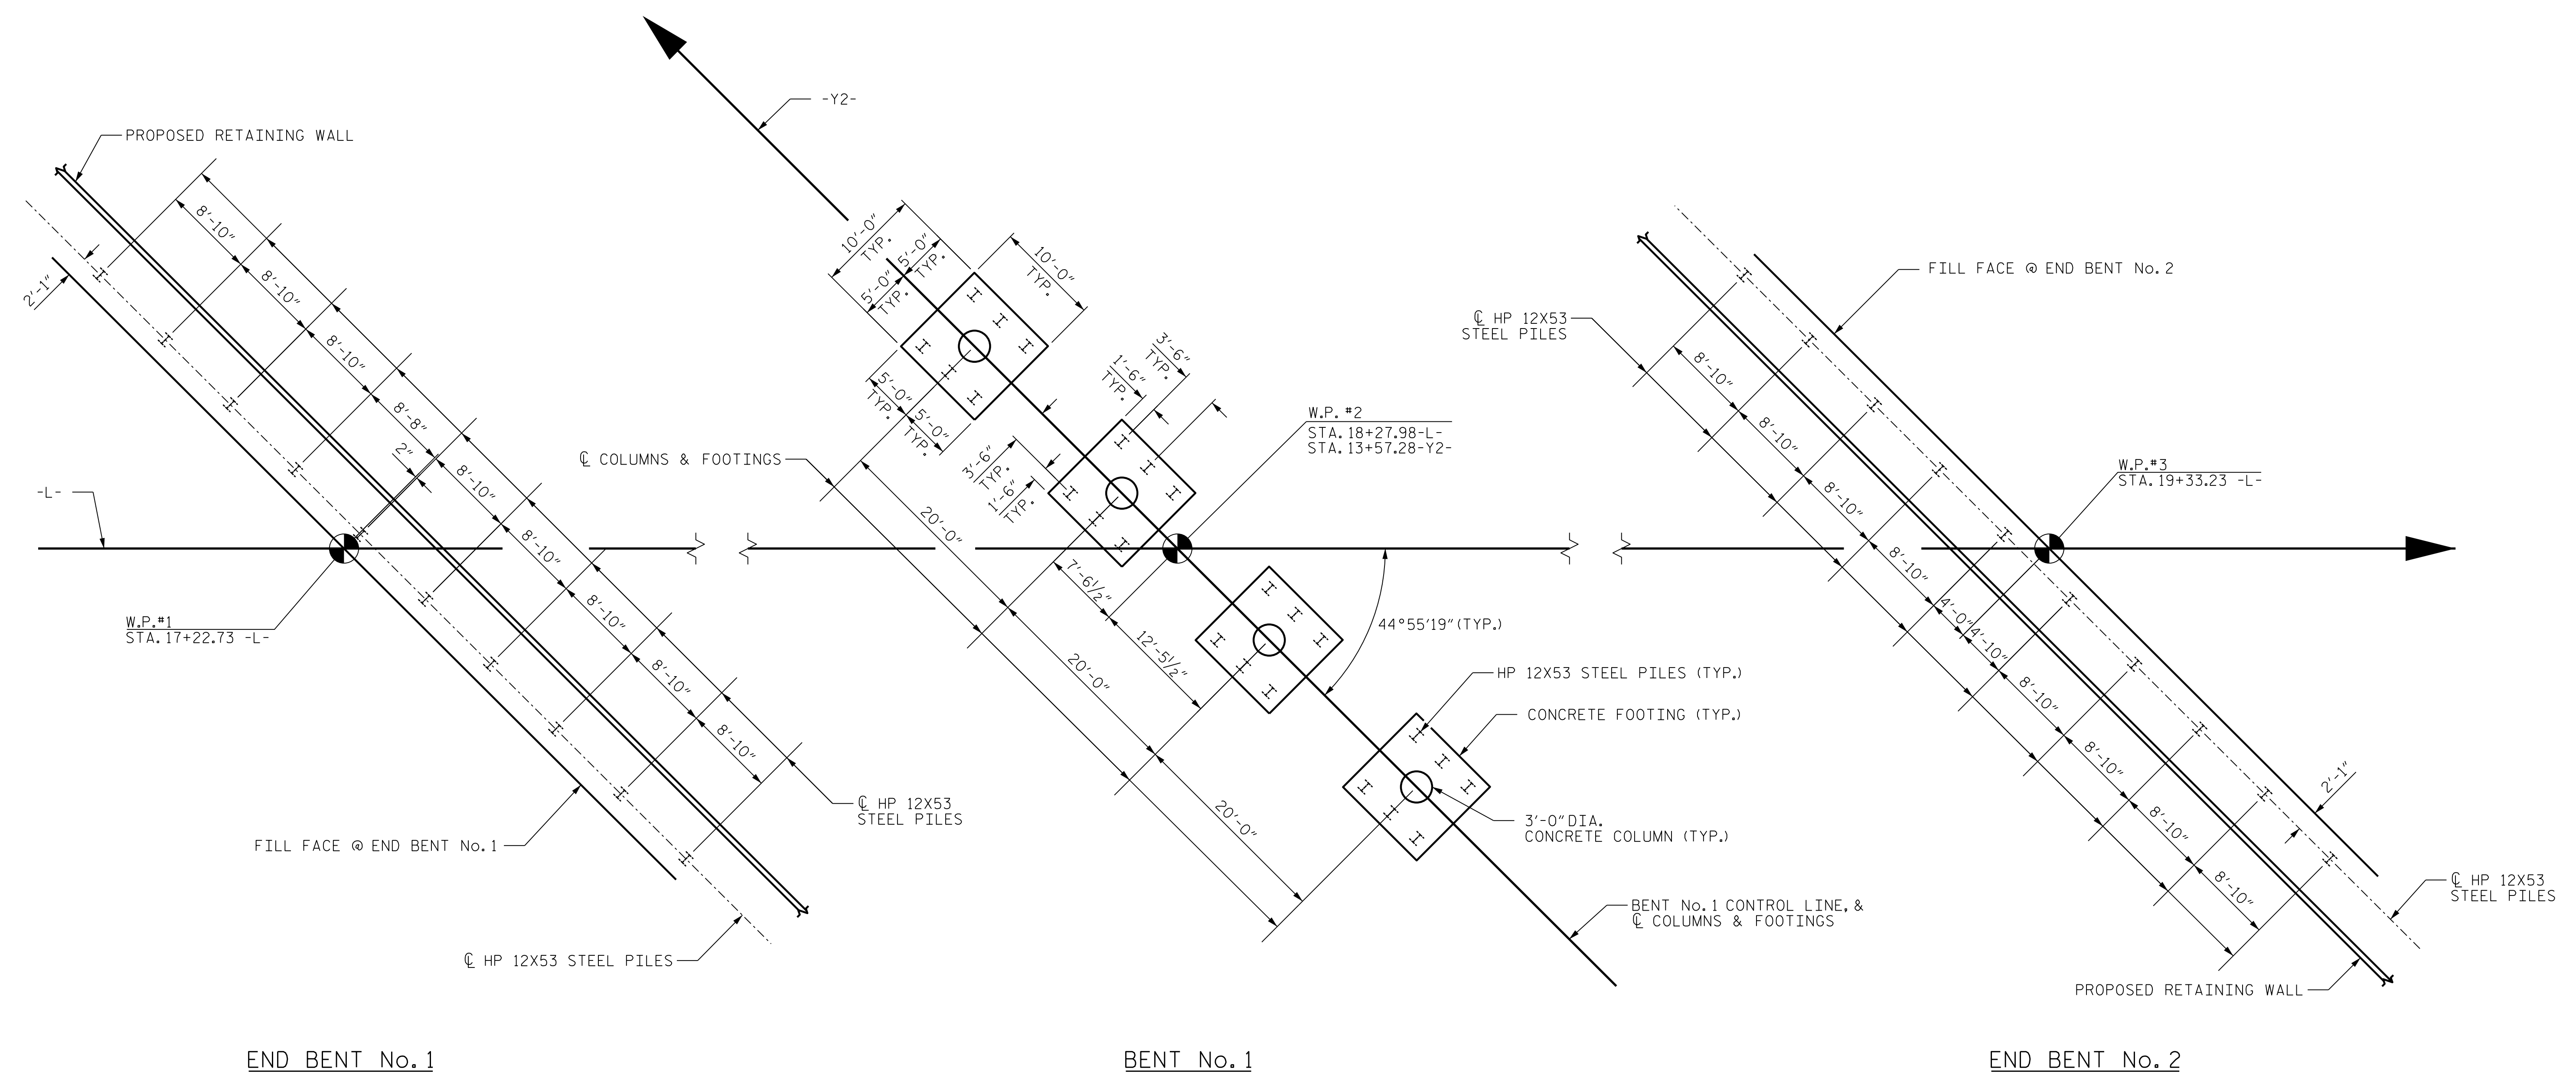 -Y2-
PROPOSED RETAINING WALL
8'-10"
8'-10"
8'-10"
8'-8"
2"
8'-10"
8'-10"
8'-10"
8'-10"
8'-10"
2'-1"
-L-
W.P.#1
STA. 17+22.73 -L-
FILL FACE @ END BENT No. 1
℄ HP 12X53 STEEL PILES
℄ HP 12X53
STEEL PILES
END BENT No. 1
10'-0"
TYP.
5'-0"
TYP.
5'-0"
TYP.
10'-0"
TYP.
5'-0"
TYP.
5'-0"
TYP.
3'-6"
TYP.
1'-6"
TYP.
3'-6"
TYP.
1'-6"
TYP.
℄ COLUMNS & FOOTINGS
W.P. #2
STA. 18+27.98-L-
STA. 13+57.28-Y2-
20'-0"
7'-6½"
12'-5½"
20'-0"
20'-0"
44°55'19"(TYP.)
HP 12X53 STEEL PILES (TYP.)
CONCRETE FOOTING (TYP.)
3'-0"DIA.
CONCRETE COLUMN (TYP.)
BENT No. 1 CONTROL LINE, &
℄ COLUMNS & FOOTINGS
BENT No. 1
℄ HP 12X53
STEEL PILES
FILL FACE @ END BENT No. 2
W.P.#3
STA. 19+33.23 -L-
8'-10"
8'-10"
8'-10"
8'-10"
4'-0"
4'-10"
8'-10"
8'-10"
8'-10"
8'-10"
2'-1"
℄ HP 12X53
STEEL PILES
PROPOSED RETAINING WALL
END BENT No. 2